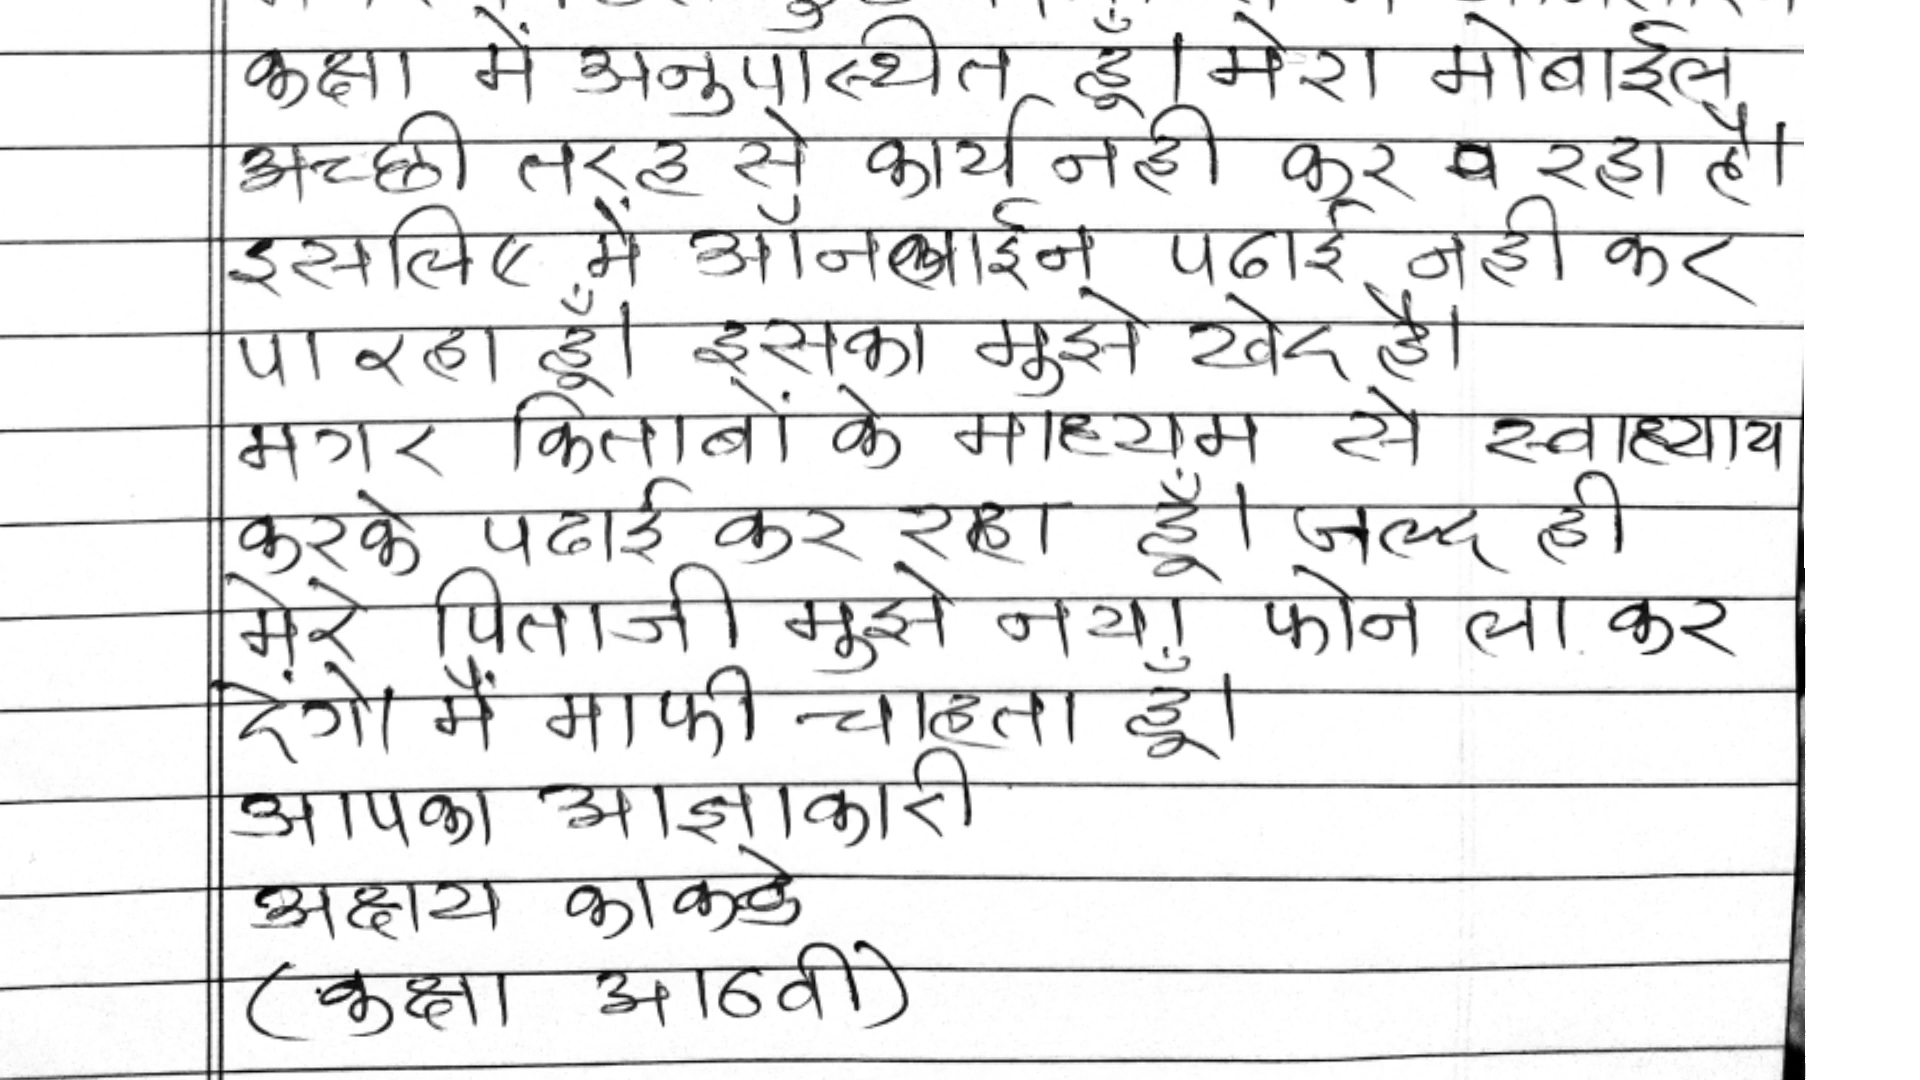 कक्षा में अनुपस्थित हूँ। मेरा मोबाईल
अच्छी तरह से कार्य नही कर रहा है।
इसलिए में ऑनलाईन पढाई नही कर
पा रहा हूँ। इसका मुझे खेद है।
मगर किताबों के माध्यम से स्वाध्याय
करके पढाई कर रहा हूँ। जल्द ही
मेरे पिताजी मुझे नया फोन ला कर
देंगे। मैं माफी चाहता हूँ।
आपका आज्ञाकारी
अक्षय काकडे
(कक्षा आठवी)